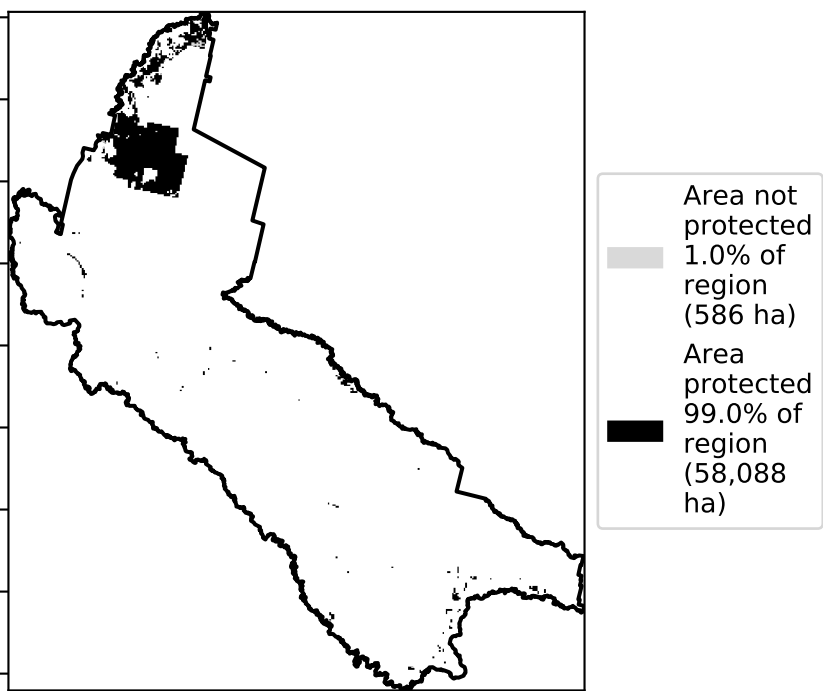 Area not
protected
1.0% of
region
(586 ha)
Area
protected
99.0% of
region
(58,088
ha)